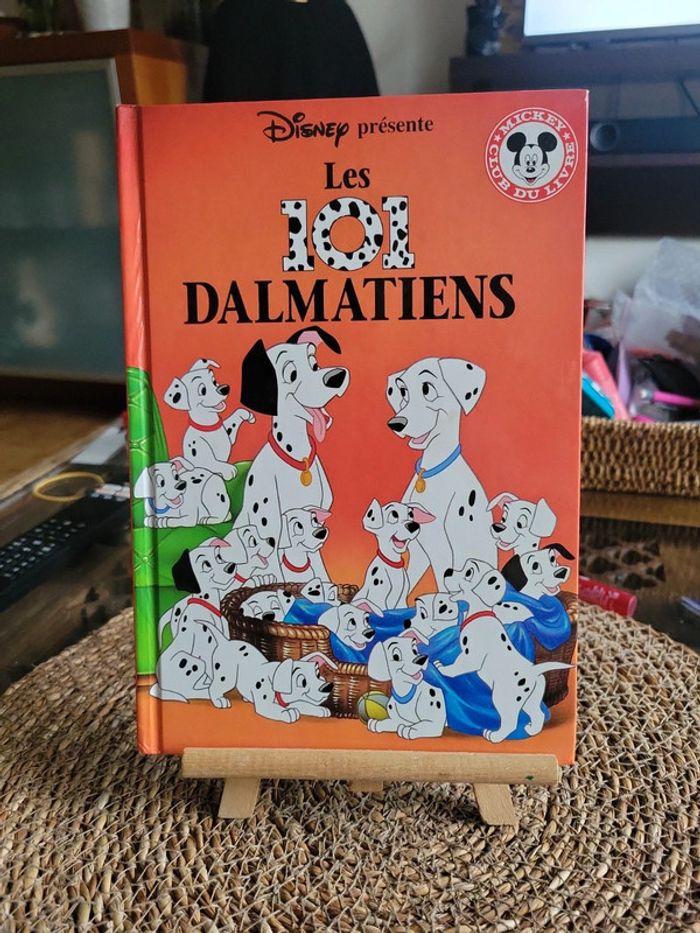 Disney présente
MICKEY
CLUB DU LIVRE
Les
101
DALMATIENS